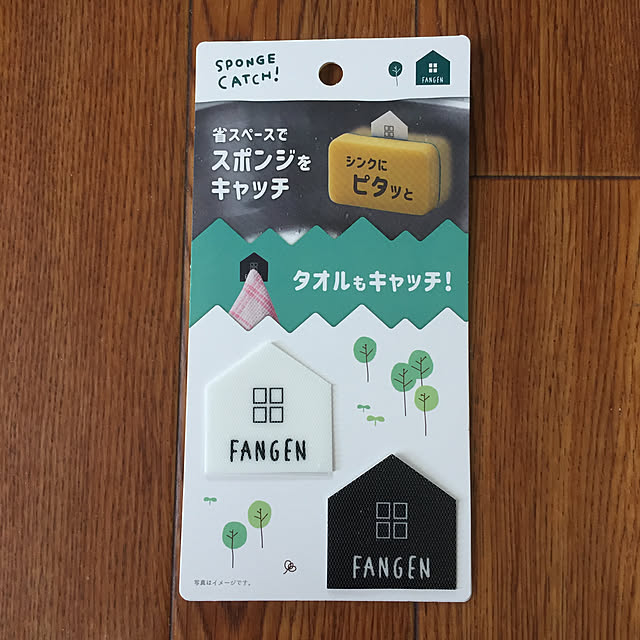 SPONGE
CATCH!
FANGEN
省スペースで
スポンジを
キャッチ
シンクに
ピタッと
タオルもキャッチ!
FANGEN
FANGEN
写真はイメージです。